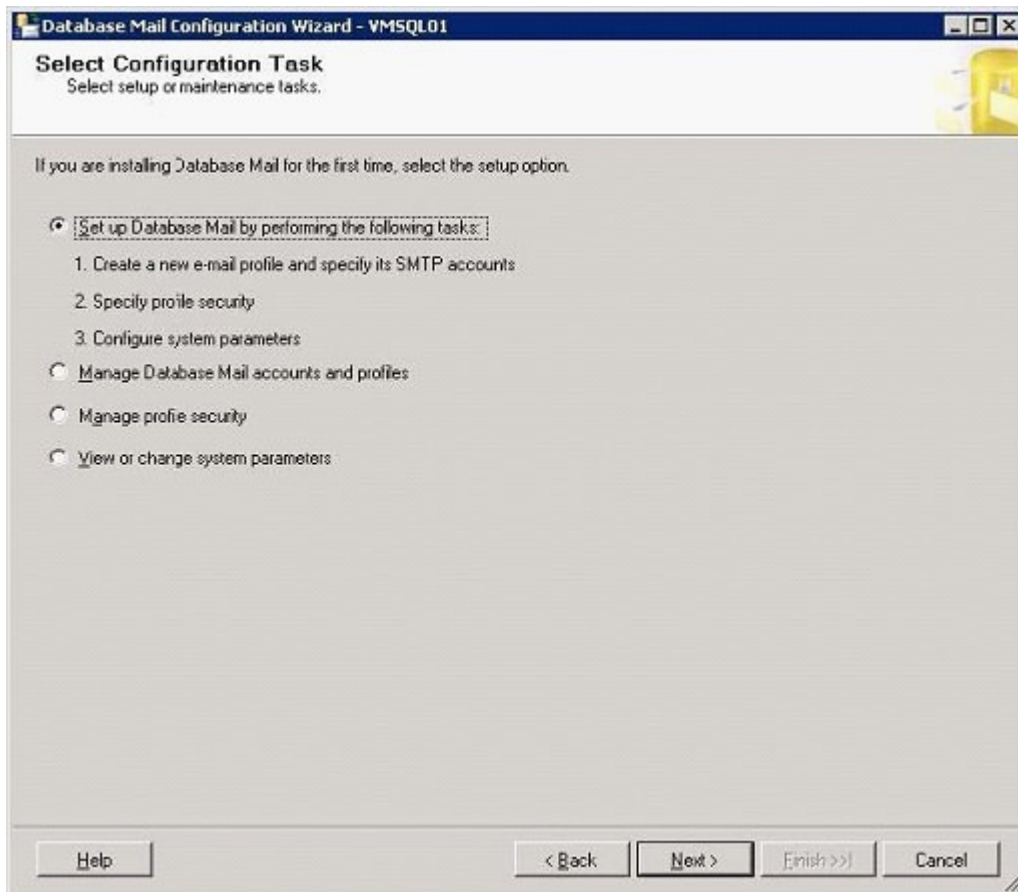 Database Mail Configuration Wizard - VMSQL01
Select Configuration Task
Select setup or maintenance tasks.
If you are installing Database Mail for the first time, select the setup option.
Set up Database Mail by performing the following tasks:
1. Create a new e-mail profile and specify its SMTP accounts
2. Specify profile security
3. Configure system parameters
Manage Database Mail accounts and profiles
Manage profile security
View or change system parameters
Help
< Back
Next >
Finish >>|
Cancel